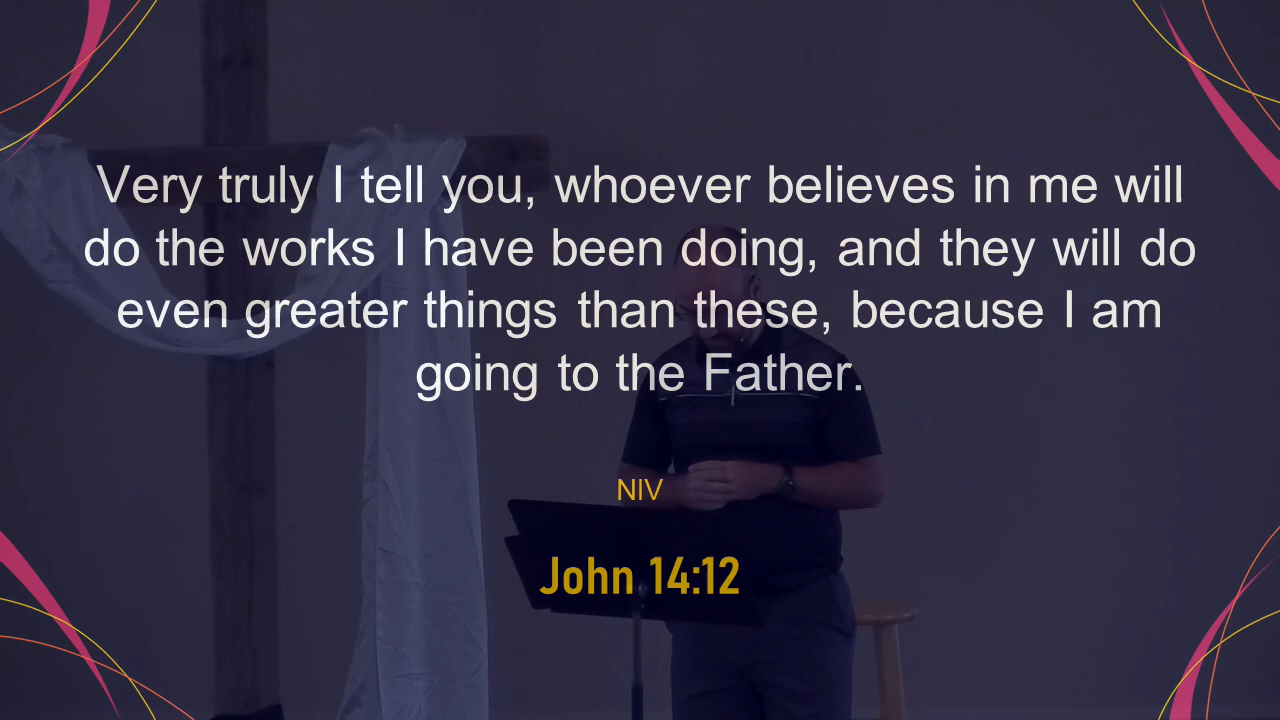 Very truly I tell you, whoever believes in me will
do the works I have been doing, and they will do
even greater things than these, because I am
going to the Father.
NIV
John 14:12